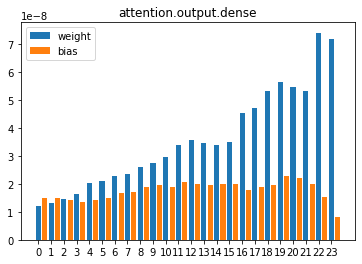 attention.output.dense
1e−8
weight
bias
7
6
5
4
3
2
1
0
0 1 2 3 4 5 6 7 8 9 10 11 12 13 14 15 16 17 18 19 20 21 22 23